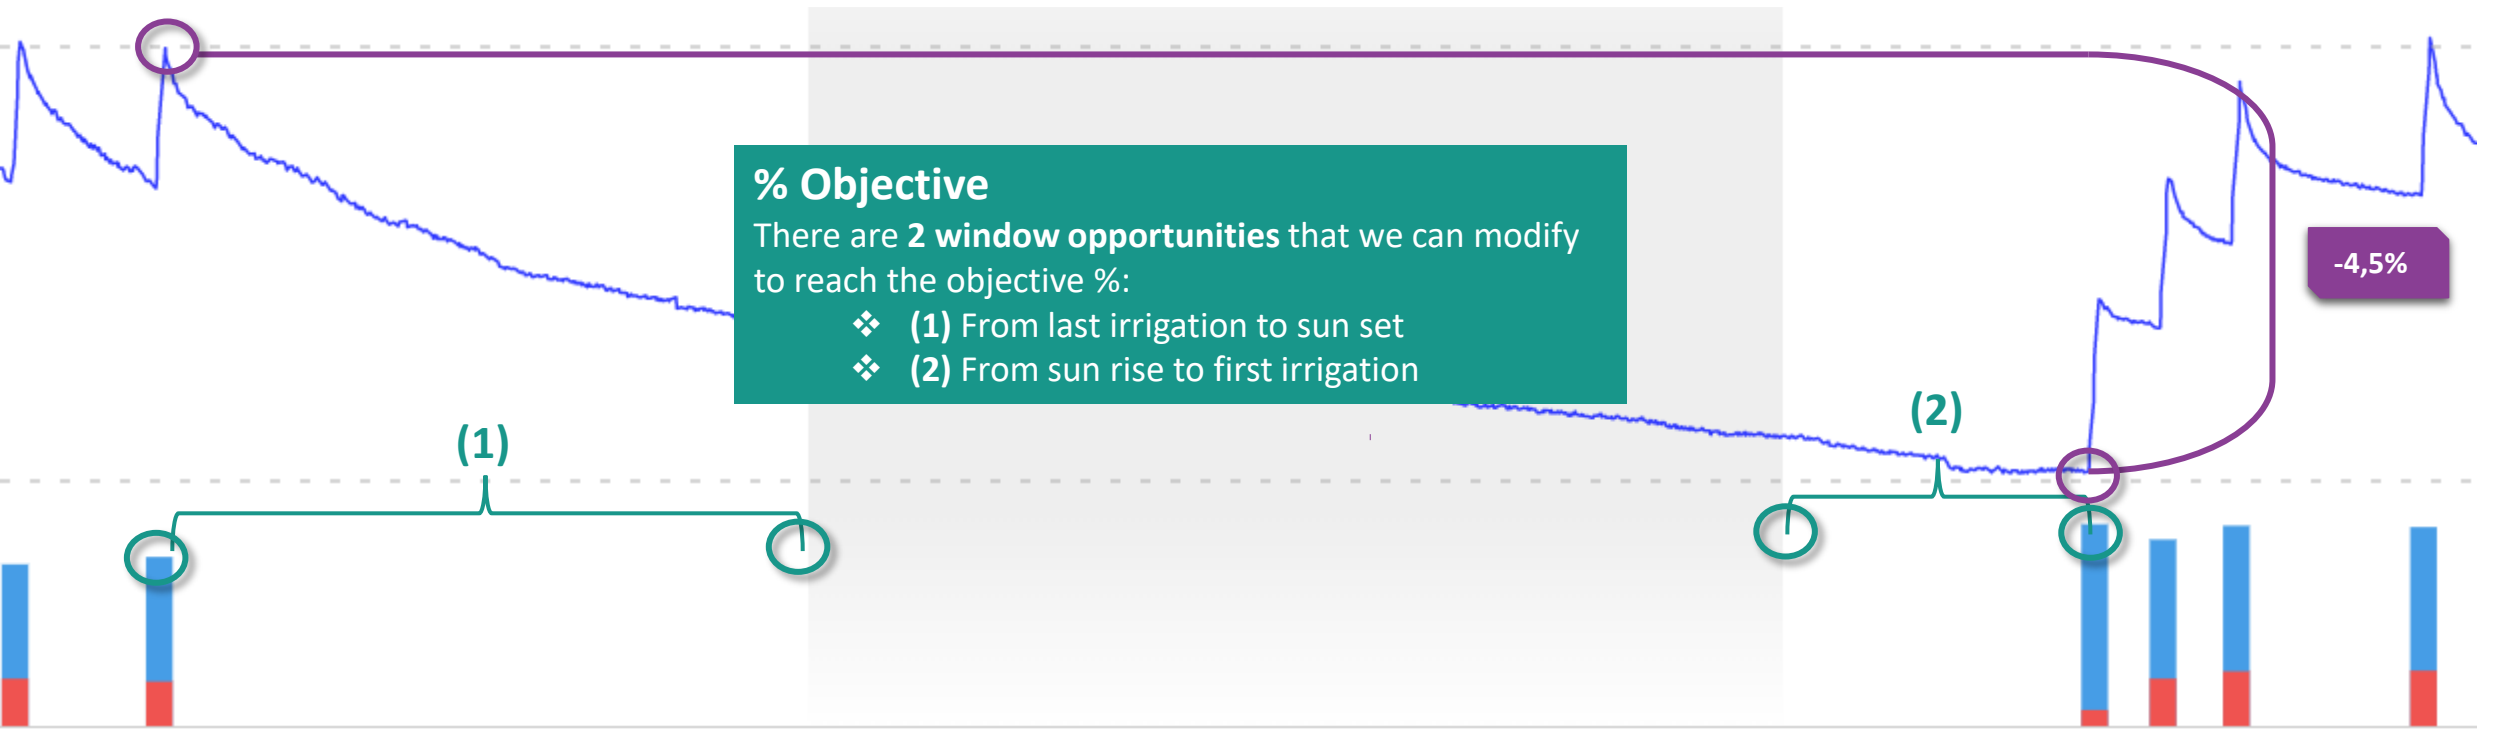 % Objective
There are 2 window opportunities that we can modify
to reach the objective %:
❖ (1) From last irrigation to sun set
❖ (2) From sun rise to first irrigation
-4,5%
(1)
(2)